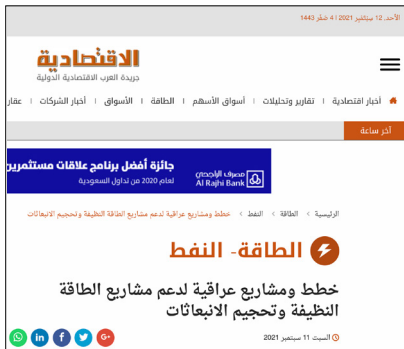 الأحد، 12 سبتمبر 2021 | 4 صفر 1443
الاقتصادية
جريدة العرب الاقتصادية الدولية
أخبار اقتصادية | تقارير وتحليلات | أسواق الأسهم | الطاقة | الأسواق | أخبار الشركات | عقار
آخر ساعة
جائزة أفضل برنامج علاقات مستثمرين
لعام 2020 من تداول السعودية
مصرف الراجحي
Al Rajhi Bank
الرئيسية > الطاقة > النفط > خطط ومشاريع عراقية لدعم مشاريع الطاقة النظيفة وتحجيم الانبعاثات
الطاقة- النفط
خطط ومشاريع عراقية لدعم مشاريع الطاقة
النظيفة وتحجيم الانبعاثات
السبت 11 سبتمبر 2021